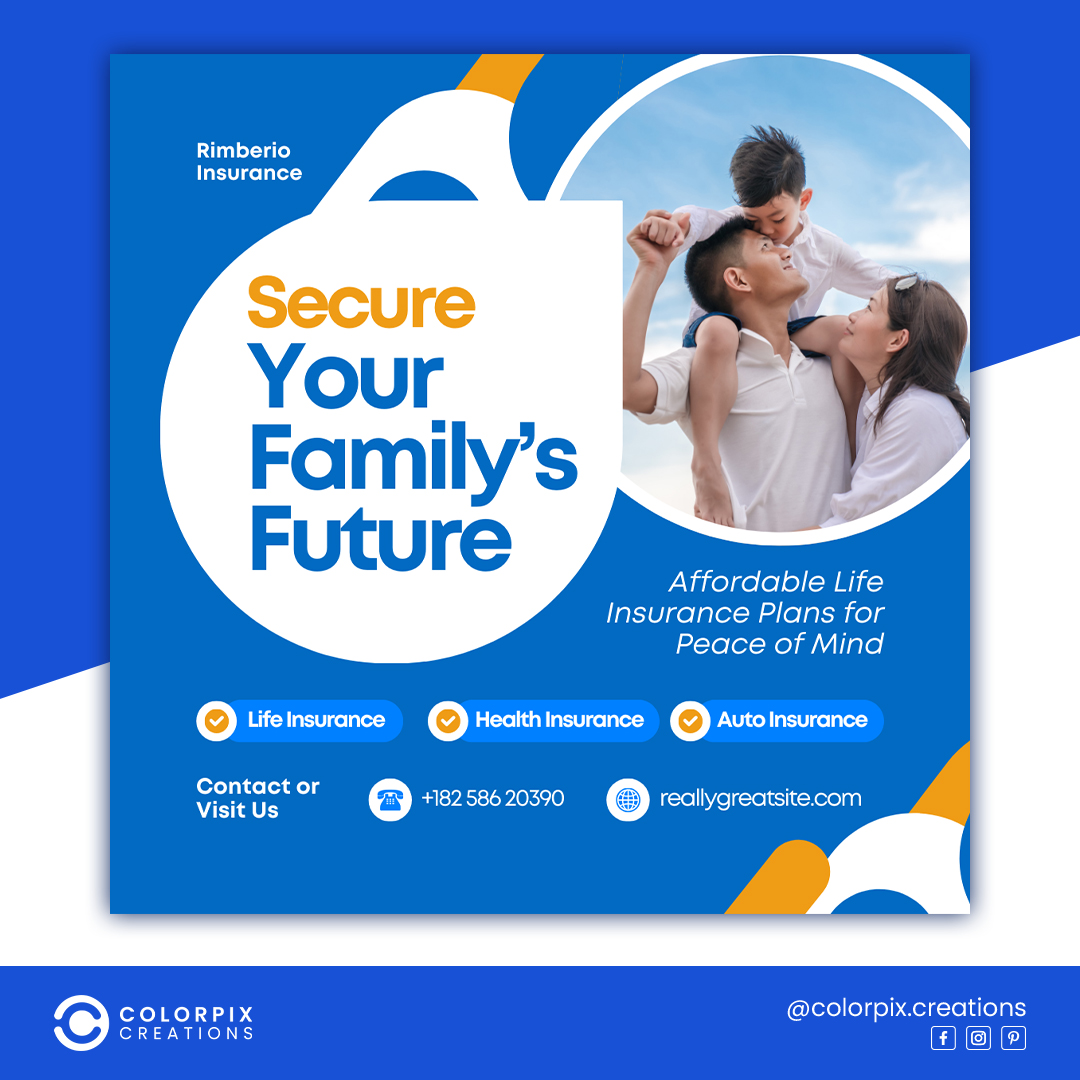 Rimberio
Insurance
Secure
Your
Family’s
Future
Affordable Life
Insurance Plans for
Peace of Mind
Life Insurance
Health Insurance
Auto Insurance
Contact or
Visit Us
+182 586 20390
reallygreatsite.com
COLORPIX
CREATIONS
@colorpix.creations